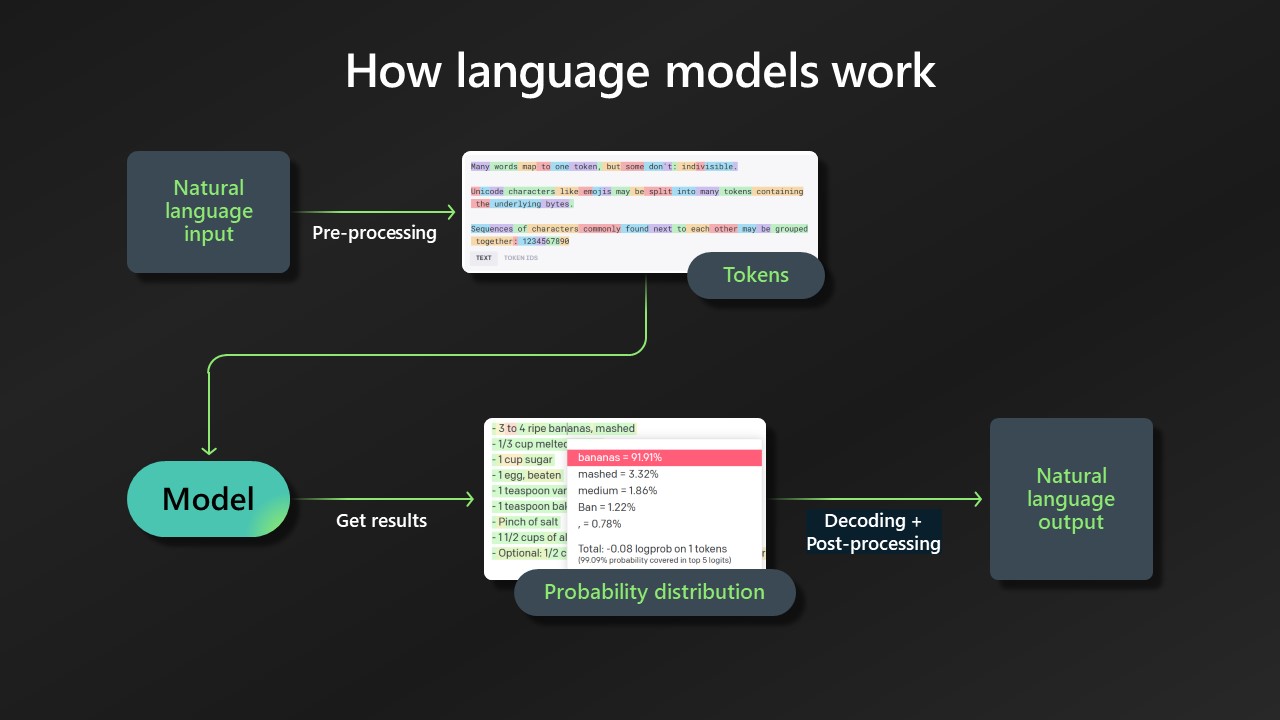 How language models work
Natural
language
input
Pre-processing
Many words map to one token, but some don't: indivisible.
Unicode characters like emojis may be split into many tokens containing
the underlying bytes.
Sequences of characters commonly found next to each other may be grouped
together: 1234567890
TEXT TOKEN IDS
Tokens
Model
Get results
- 3 to 4 ripe bananas, mashed
- 1/3 cup melted
- 1 cup sugar
- 1 egg, beaten
- 1 teaspoon van
- 1 teaspoon bak
- Pinch of salt
- 1 1/2 cups of al
- Optional: 1/2 c
bananas = 91.91%
mashed = 3.32%
medium = 1.86%
Ban = 1.22%
, = 0.78%
Total: -0.08 logprob on 1 tokens
(99.09% probability covered in top 5 logits)
Probability distribution
Decoding +
Post-processing
Natural
language
output